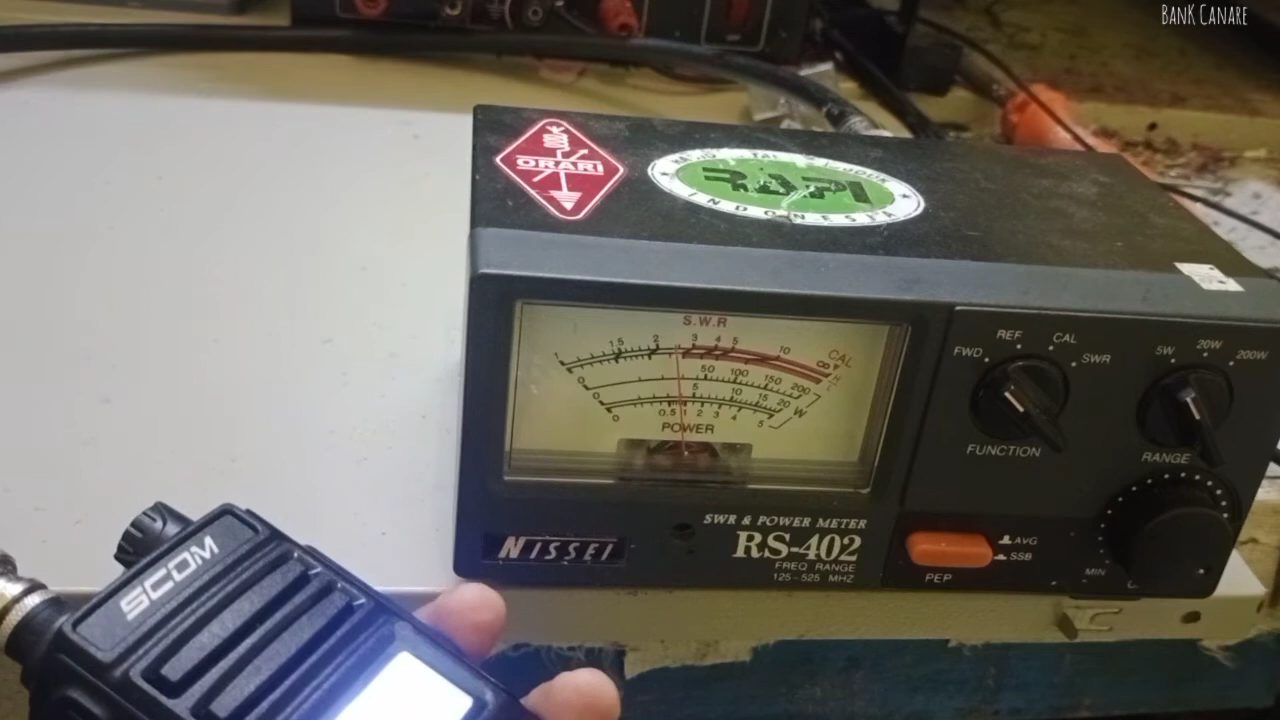 BANK CANARE
ORARI
RAPI
INDONESIA
S.W.R
1 1.5 2 3 4 5 10 ∞
CAL
0 50 100 150 200
0 5 10 15 20
W
0 0.5 1 2 3 4 5
POWER
FWD REF CAL SWR
FUNCTION
5W 20W 200W
RANGE
SWR & POWER METER
RS-402
FREQ RANGE
125-525 MHZ
NISSEI
AVG
SSB
PEP
MIN
SCOM